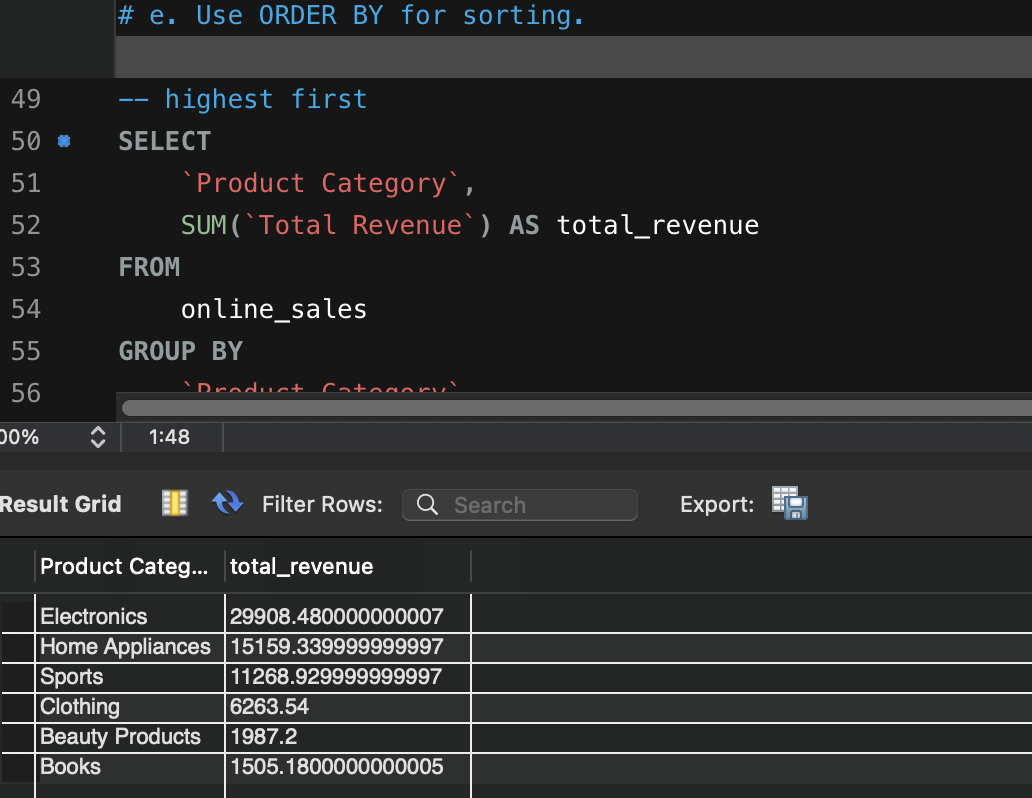 # e. Use ORDER BY for sorting.
49 -- highest first
50 SELECT
51 `Product Category`,
52 SUM(`Total Revenue`) AS total_revenue
53 FROM
54 online_sales
55 GROUP BY
56 `Product Category`
00% 1:48
Result Grid Filter Rows: Search Export:
Product Categ... total_revenue
Electronics 29908.480000000007
Home Appliances 15159.339999999997
Sports 11268.929999999997
Clothing 6263.54
Beauty Products 1987.2
Books 1505.1800000000005